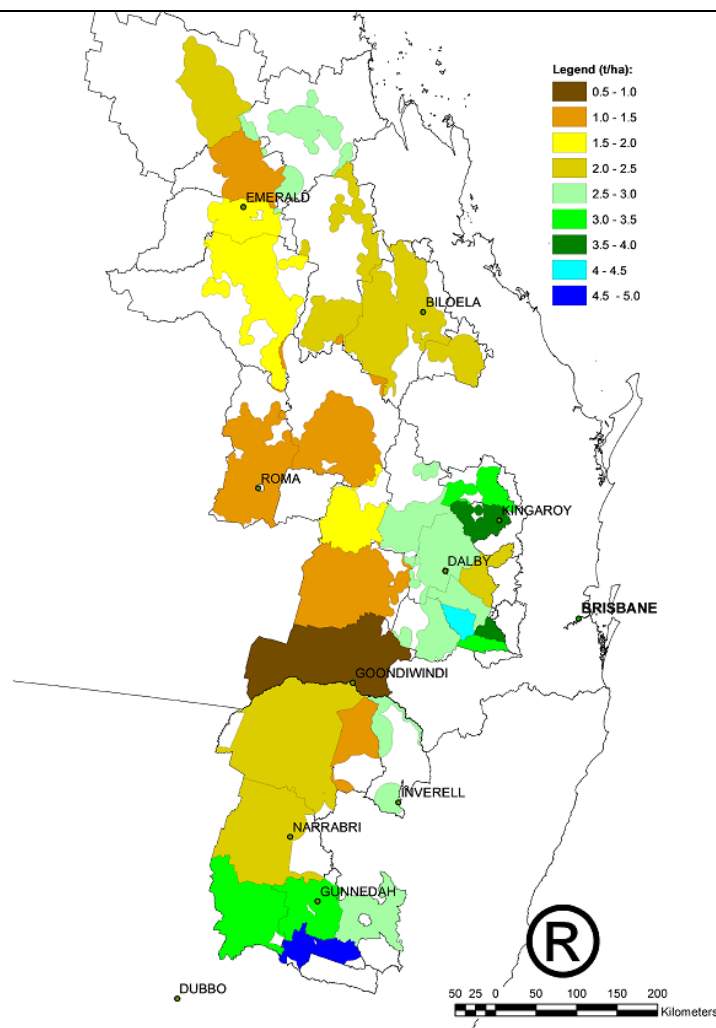 Legend (t/ha):
0.5 - 1.0
1.0 - 1.5
1.5 - 2.0
2.0 - 2.5
2.5 - 3.0
3.0 - 3.5
3.5 - 4.0
4 - 4.5
4.5 - 5.0
EMERALD
BILOELA
ROMA
KINGAROY
DALBY
BRISBANE
GOONDIWINDI
INVERELL
NARRABRI
GUNNEDAH
R
DUBBO
50 25 0 50 100 150 200
Kilometers